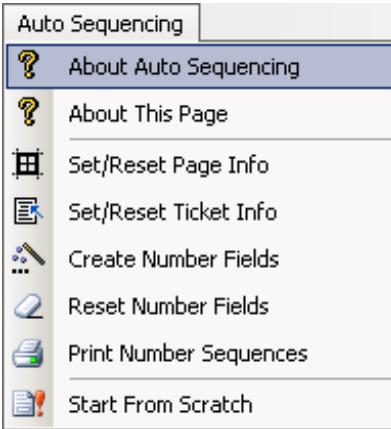 Auto Sequencing
About Auto Sequencing
About This Page
Set/Reset Page Info
Set/Reset Ticket Info
Create Number Fields
Reset Number Fields
Print Number Sequences
Start From Scratch